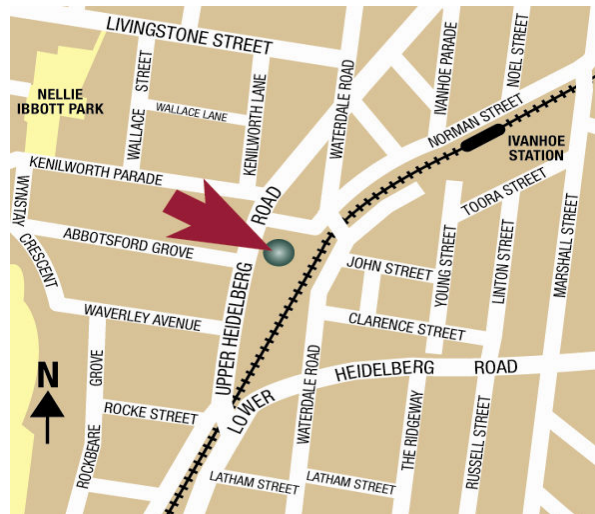 LIVINGSTONE STREET
NELLIE
IBBOTT PARK
WALLACE
STREET
WALLACE LANE
KENILWORTH LANE
WATERDALE ROAD
IVANHOE PARADE
NOEL STREET
NORMAN STREET
IVANHOE
STATION
KENILWORTH PARADE
WYNSTAY
CRESCENT
ROAD
UPPER HEIDELBERG
ABBOTSFORD GROVE
TOORA STREET
MARSHALL STREET
JOHN STREET
YOUNG STREET
LINTON STREET
WAVERLEY AVENUE
CLARENCE STREET
N
GROVE
ROCKBEARE
ROCKE STREET
LOWER
HEIDELBERG
ROAD
WATERDALE ROAD
THE RIDGEWAY
RUSSELL STREET
LATHAM STREET
LATHAM STREET